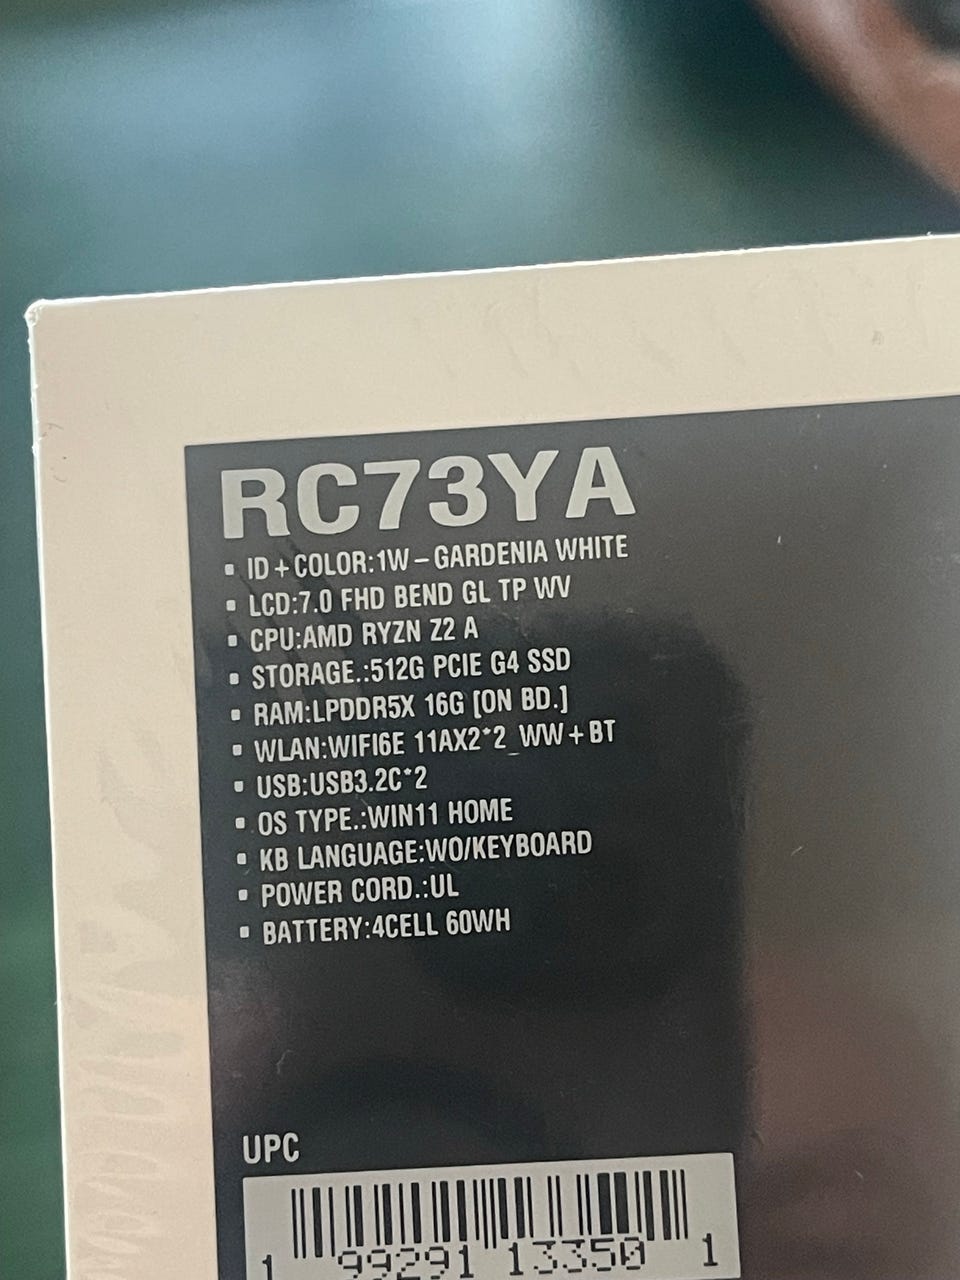 RC73YA
▪ ID+COLOR:1W-GARDENIA WHITE
▪ LCD:7.0 FHD BEND GL TP WV
▪ CPU:AMD RYZN Z2 A
▪ STORAGE.:512G PCIE G4 SSD
▪ RAM:LPDDR5X 16G [ON BD.]
▪ WLAN:WIFI6E 11AX2*2_WW+BT
▪ USB:USB3.2C*2
▪ OS TYPE.:WIN11 HOME
▪ KB LANGUAGE:WO/KEYBOARD
▪ POWER CORD.:UL
▪ BATTERY:4CELL 60WH
UPC
1 99291 13350 1